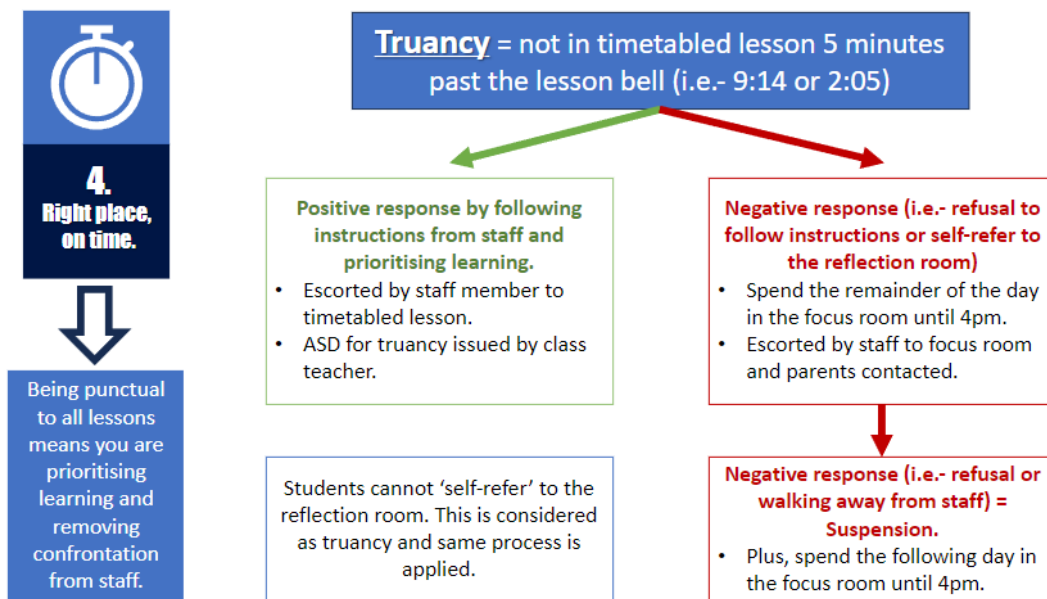 4.
Right place,
on time.
Being punctual
to all lessons
means you are
prioritising
learning and
removing
confrontation
from staff.
Truancy = not in timetabled lesson 5 minutes
past the lesson bell (i.e.- 9:14 or 2:05)
Positive response by following
instructions from staff and
prioritising learning.
• Escorted by staff member to
timetabled lesson.
• ASD for truancy issued by class
teacher.
Negative response (i.e.- refusal to
follow instructions or self-refer to
the reflection room)
• Spend the remainder of the day
in the focus room until 4pm.
• Escorted by staff to focus room
and parents contacted.
Students cannot ‘self-refer’ to the
reflection room. This is considered
as truancy and same process is
applied.
Negative response (i.e.- refusal or
walking away from staff) =
Suspension.
• Plus, spend the following day in
the focus room until 4pm.